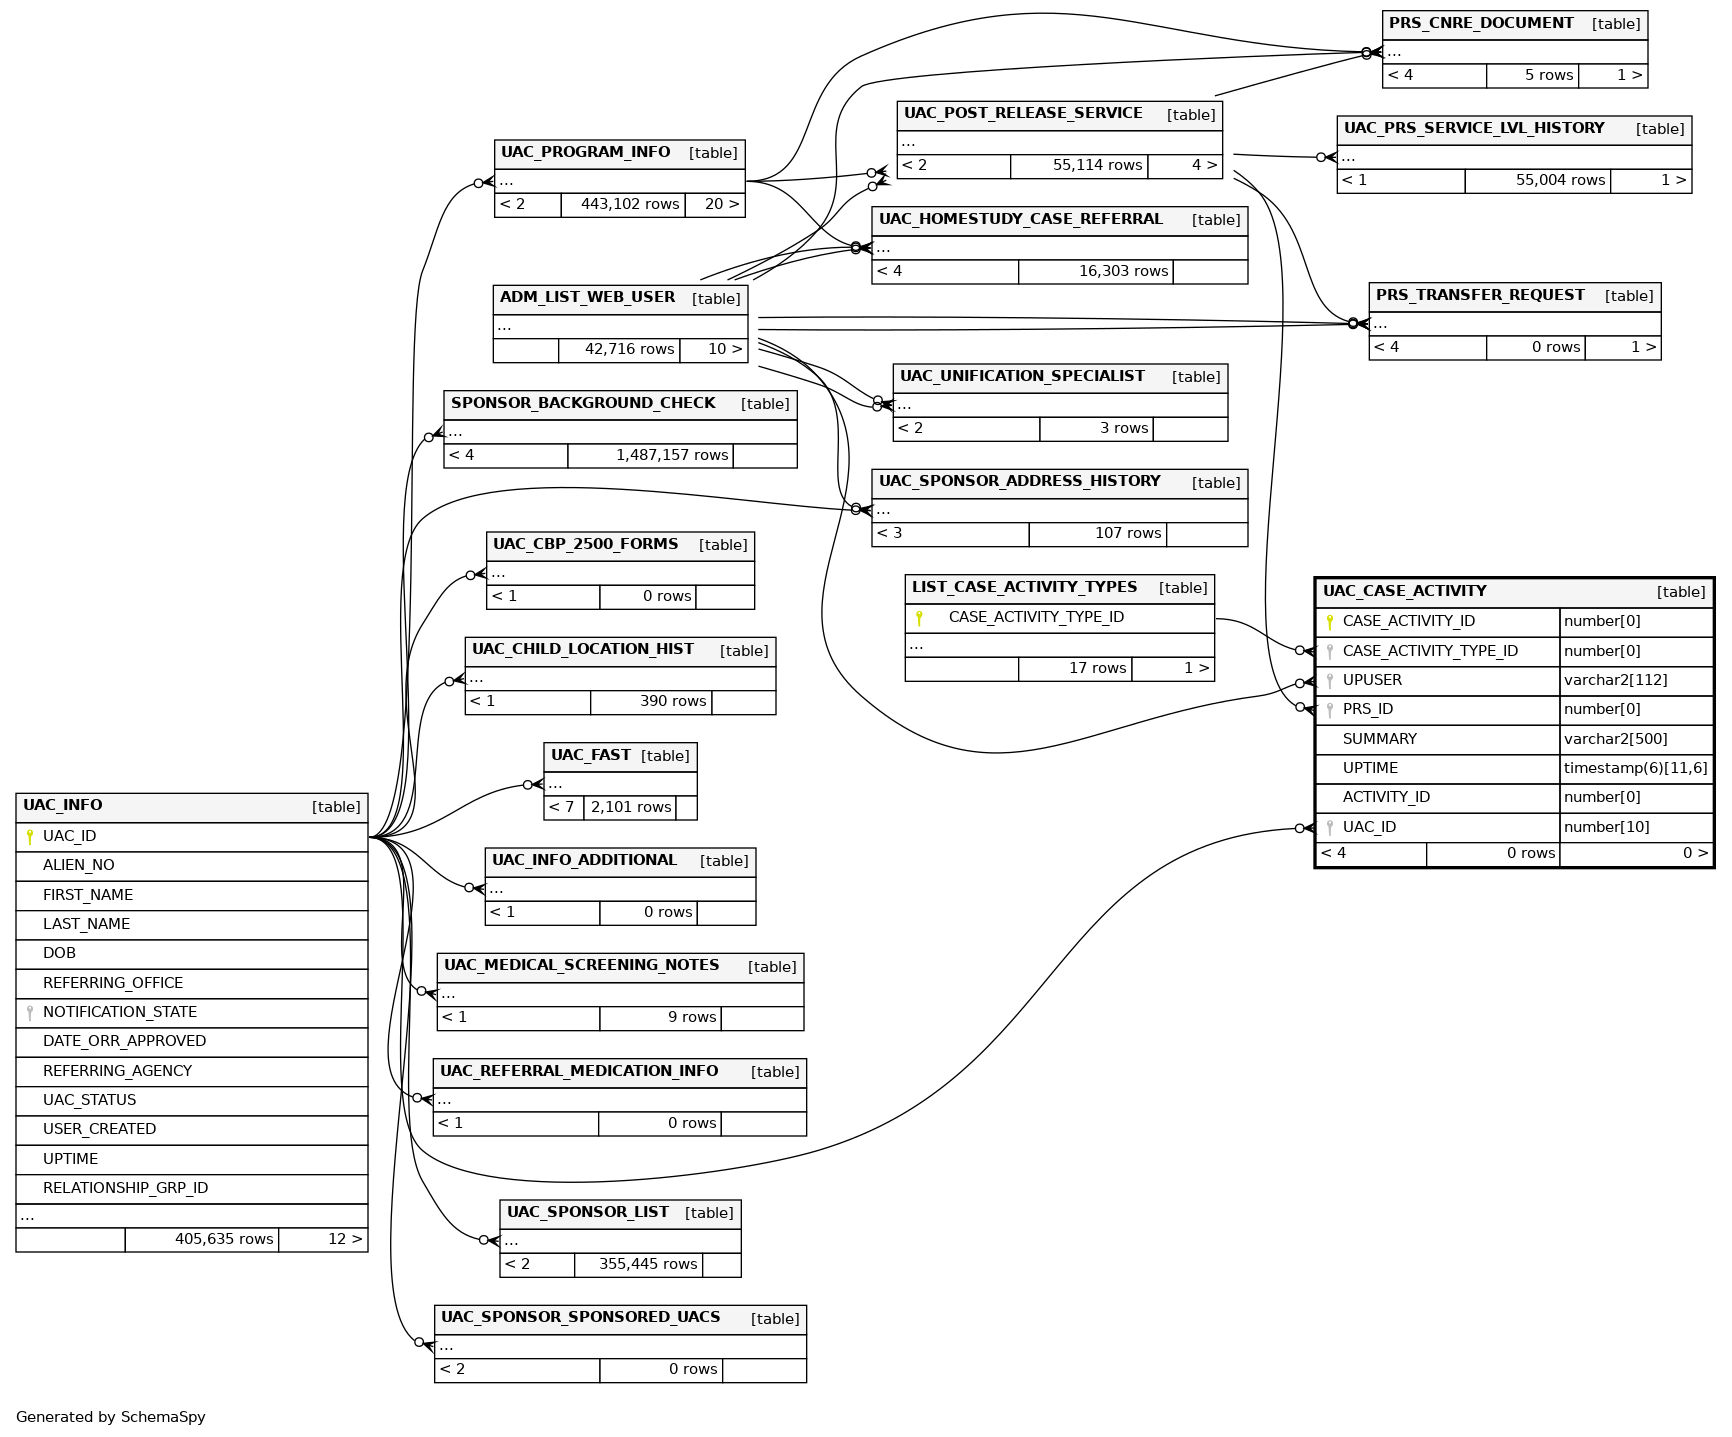 PRS_CNRE_DOCUMENT [table]
...
< 4 5 rows 1 >
UAC_POST_RELEASE_SERVICE [table]
...
< 2 55,114 rows 4 >
UAC_PRS_SERVICE_LVL_HISTORY [table]
...
< 1 55,004 rows 1 >
UAC_PROGRAM_INFO [table]
...
< 2 443,102 rows 20 >
UAC_HOMESTUDY_CASE_REFERRAL [table]
...
< 4 16,303 rows
ADM_LIST_WEB_USER [table]
...
42,716 rows 10 >
PRS_TRANSFER_REQUEST [table]
...
< 4 0 rows 1 >
UAC_UNIFICATION_SPECIALIST [table]
...
< 2 3 rows
SPONSOR_BACKGROUND_CHECK [table]
...
< 4 1,487,157 rows
UAC_SPONSOR_ADDRESS_HISTORY [table]
...
< 3 107 rows
UAC_CBP_2500_FORMS [table]
...
< 1 0 rows
LIST_CASE_ACTIVITY_TYPES [table]
CASE_ACTIVITY_TYPE_ID
...
17 rows 1 >
UAC_CASE_ACTIVITY [table]
CASE_ACTIVITY_ID number[0]
CASE_ACTIVITY_TYPE_ID number[0]
UPUSER varchar2[112]
PRS_ID number[0]
SUMMARY varchar2[500]
UPTIME timestamp(6)[11,6]
ACTIVITY_ID number[0]
UAC_ID number[10]
< 4 0 rows 0 >
UAC_CHILD_LOCATION_HIST [table]
...
< 1 390 rows
UAC_FAST [table]
...
< 7 2,101 rows
UAC_INFO [table]
UAC_ID
ALIEN_NO
FIRST_NAME
LAST_NAME
DOB
REFERRING_OFFICE
NOTIFICATION_STATE
DATE_ORR_APPROVED
REFERRING_AGENCY
UAC_STATUS
USER_CREATED
UPTIME
RELATIONSHIP_GRP_ID
...
405,635 rows 12 >
UAC_INFO_ADDITIONAL [table]
...
< 1 0 rows
UAC_MEDICAL_SCREENING_NOTES [table]
...
< 1 9 rows
UAC_REFERRAL_MEDICATION_INFO [table]
...
< 1 0 rows
UAC_SPONSOR_LIST [table]
...
< 2 355,445 rows
UAC_SPONSOR_SPONSORED_UACS [table]
...
< 2 0 rows
Generated by SchemaSpy